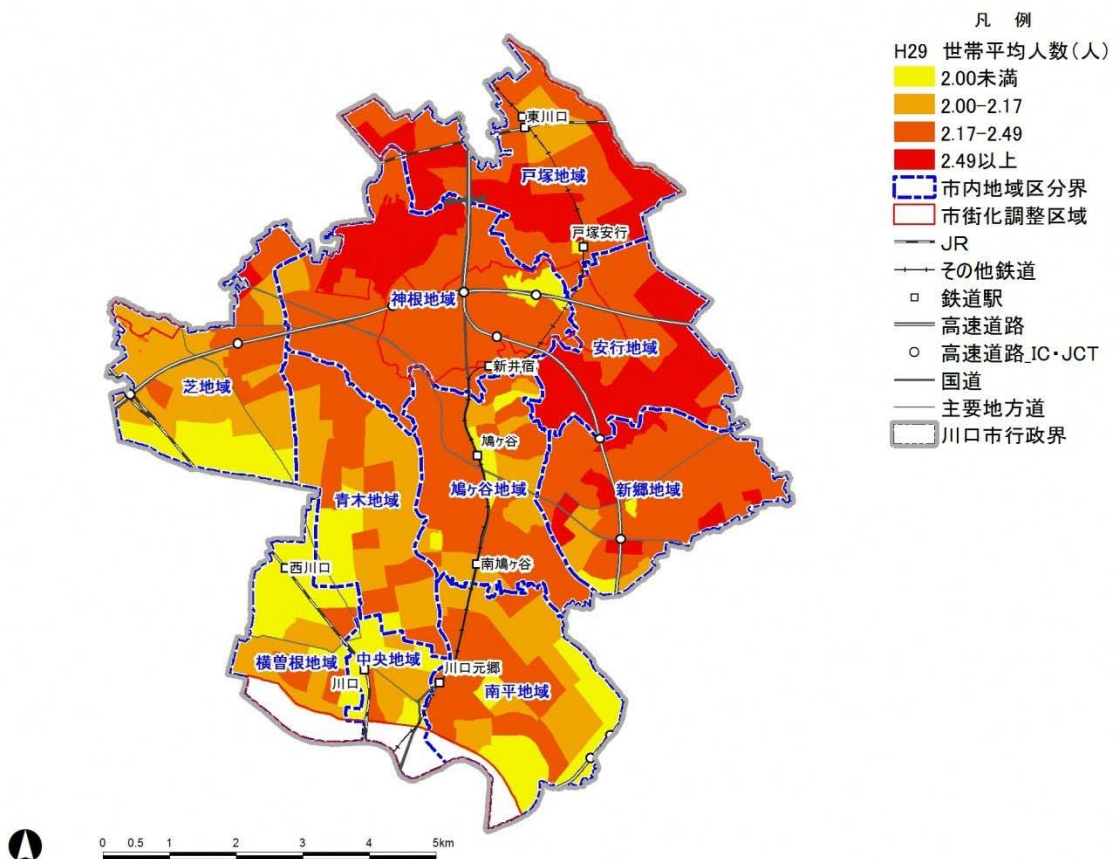 凡 例
H29 世帯平均人数(人)
2.00未満
2.00-2.17
2.17-2.49
2.49以上
市内地域区分界
市街化調整区域
JR
その他鉄道
鉄道駅
高速道路
高速道路_IC・JCT
国道
主要地方道
川口市行政界
東川口
戸塚地域
戸塚安行
神根地域
安行地域
新井宿
芝地域
鳩ヶ谷
鳩ヶ谷地域
新郷地域
青木地域
南鳩ヶ谷
西川口
横曽根地域
中央地域
川口元郷
川口
南平地域
0 0.5 1 2 3 4 5km